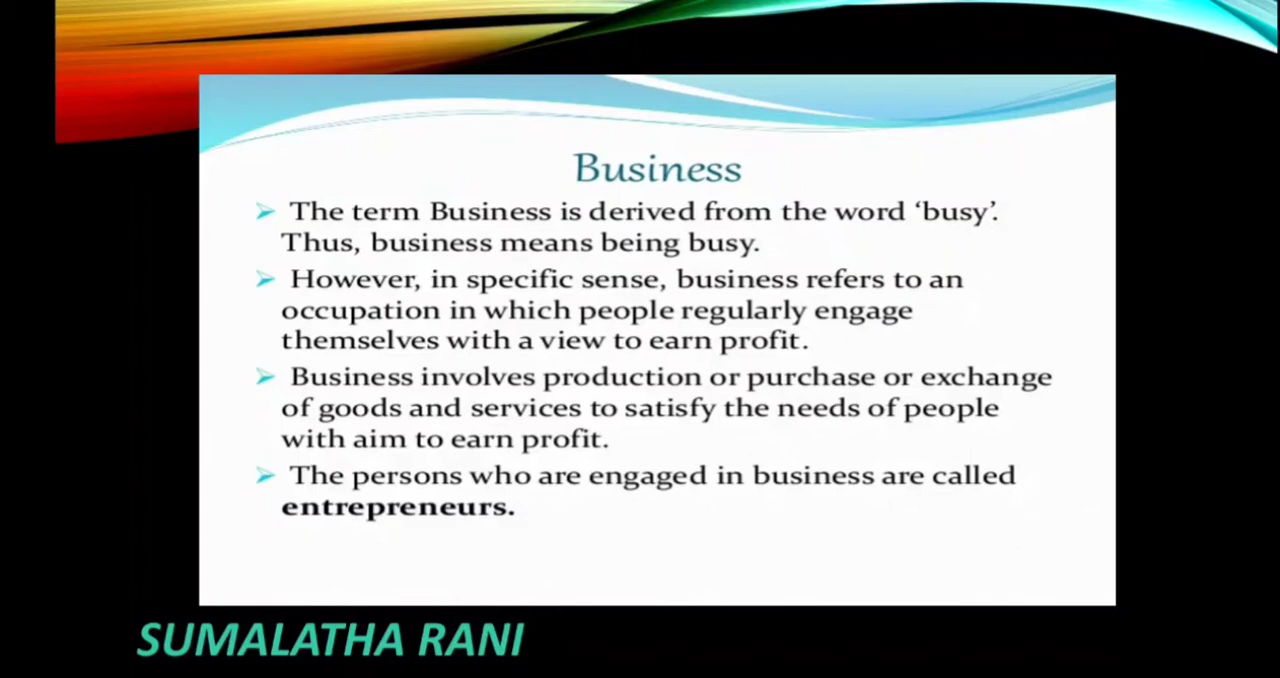 Business
➢ The term Business is derived from the word ‘busy’.
Thus, business means being busy.
➢ However, in specific sense, business refers to an
occupation in which people regularly engage
themselves with a view to earn profit.
➢ Business involves production or purchase or exchange
of goods and services to satisfy the needs of people
with aim to earn profit.
➢ The persons who are engaged in business are called
entrepreneurs.
SUMALATHA RANI